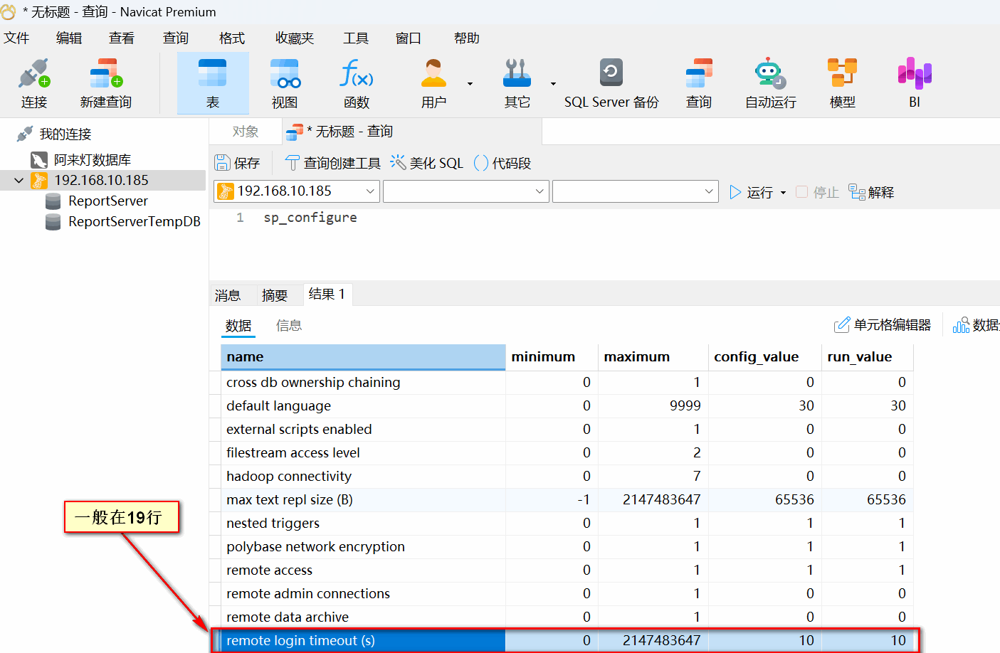 * 无标题 - 查询 - Navicat Premium
文件 编辑 查看 查询 格式 收藏夹 工具 窗口 帮助
连接 新建查询 表 视图 函数 用户 其它 SQL Server 备份 查询 自动运行 模型 BI
我的连接
阿来灯数据库
192.168.10.185
ReportServer
ReportServerTempDB
对象 * 无标题 - 查询
保存 查询创建工具 美化 SQL () 代码段
192.168.10.185 运行 停止 解释
1 sp_configure
消息 摘要 结果 1
数据 信息 单元格编辑器 数据
name minimum maximum config_value run_value
cross db ownership chaining 0 1 0 0
default language 0 9999 30 30
external scripts enabled 0 1 0 0
filestream access level 0 2 0 0
hadoop connectivity 0 7 0 0
max text repl size (B) -1 2147483647 65536 65536
nested triggers 0 1 1 1
polybase network encryption 0 1 1 1
remote access 0 1 1 1
remote admin connections 0 1 0 0
remote data archive 0 1 0 0
remote login timeout (s) 0 2147483647 10 10
一般在19行